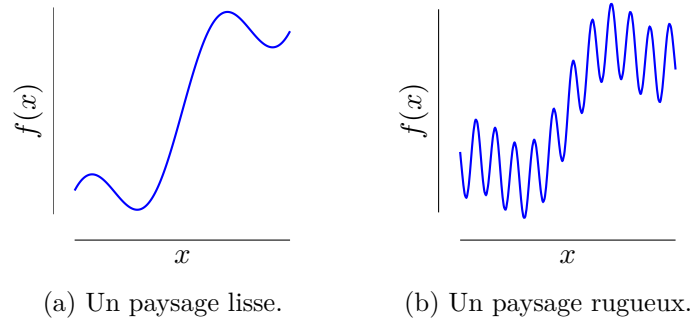 f(x)
x
(a) Un paysage lisse.
f(x)
x
(b) Un paysage rugueux.